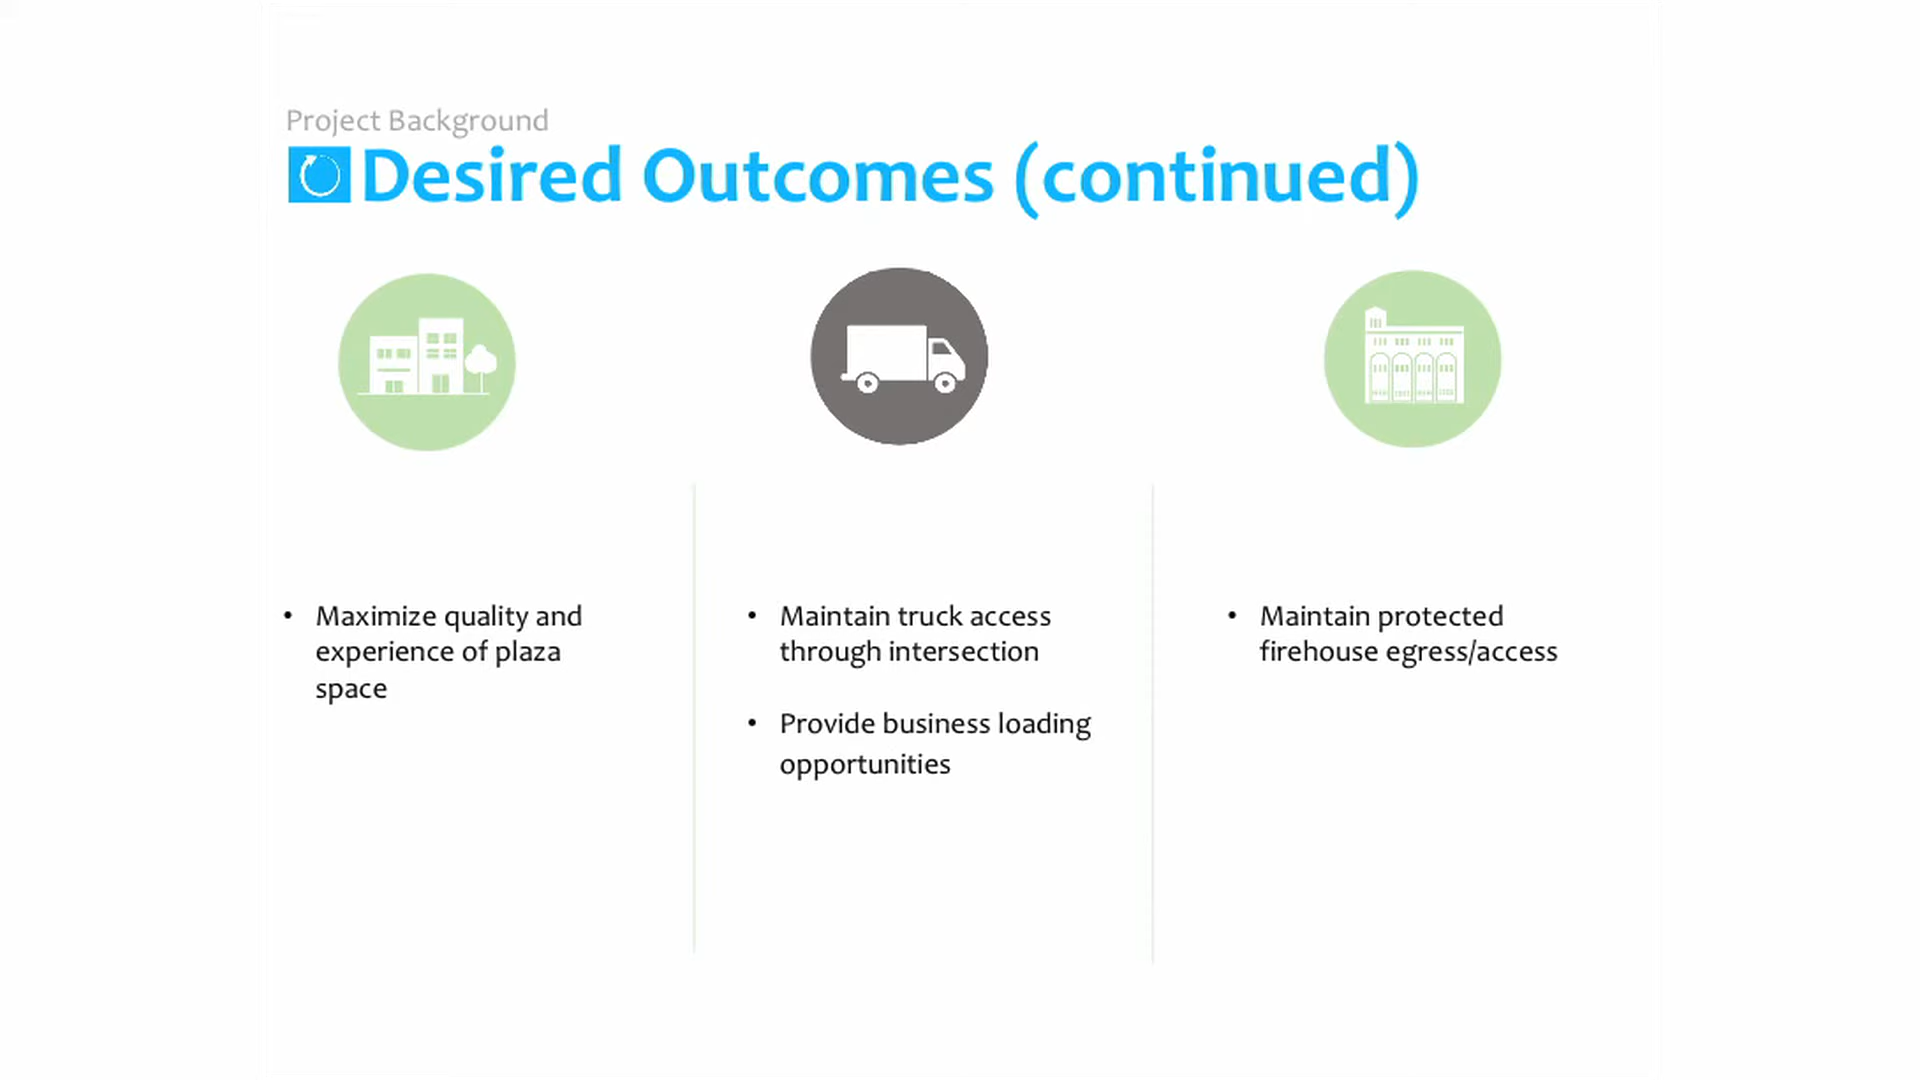 Project Background
Desired Outcomes (continued)
• Maximize quality and
experience of plaza
space
• Maintain truck access
through intersection
• Provide business loading
opportunities
• Maintain protected
firehouse egress/access